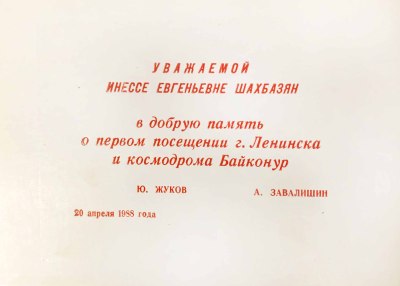 УВАЖАЕМОЙ
ИНЕССЕ ЕВГЕНЬЕВНЕ ШАХБАЗЯН
в добрую память
о первом посещении г. Ленинска
и космодрома Байконур
Ю. ЖУКОВ А. ЗАВАЛИШИН
20 апреля 1988 года